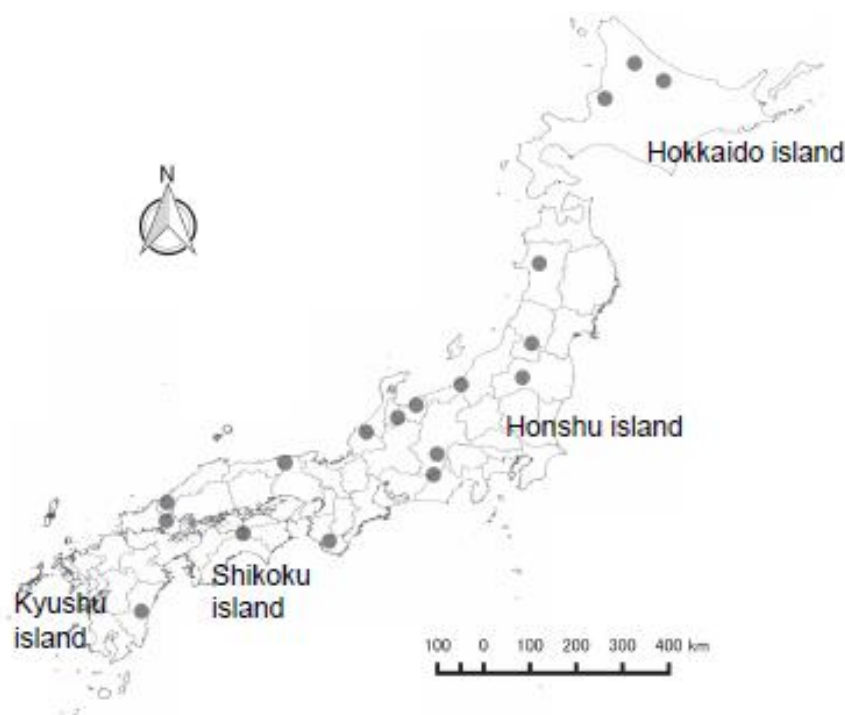 Hokkaido island
N
Honshu island
Shikoku
island
Kyushu
island
100 0 100 200 300 400 km